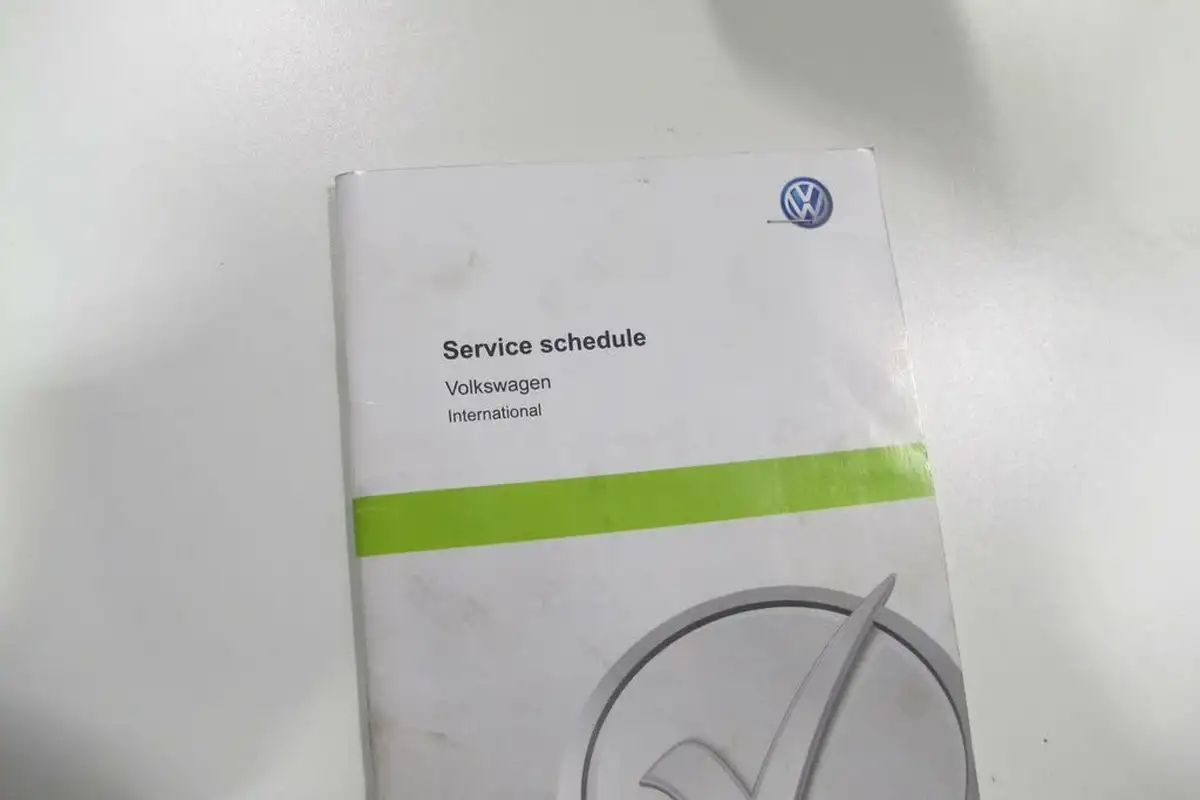 Service schedule
Volkswagen
International